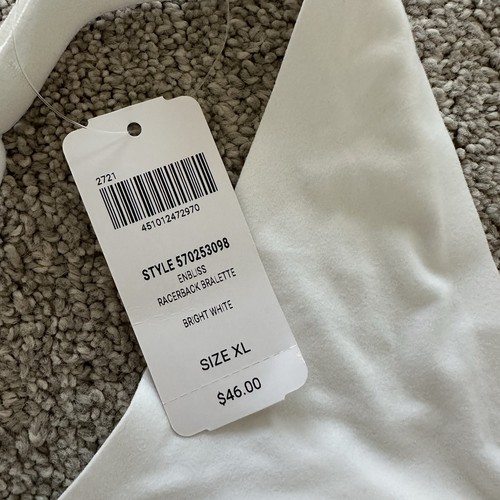 2721
451012472970
STYLE 570253098
ENBLISS
RACERBACK BRALETTE
BRIGHT WHITE
SIZE XL
$46.00